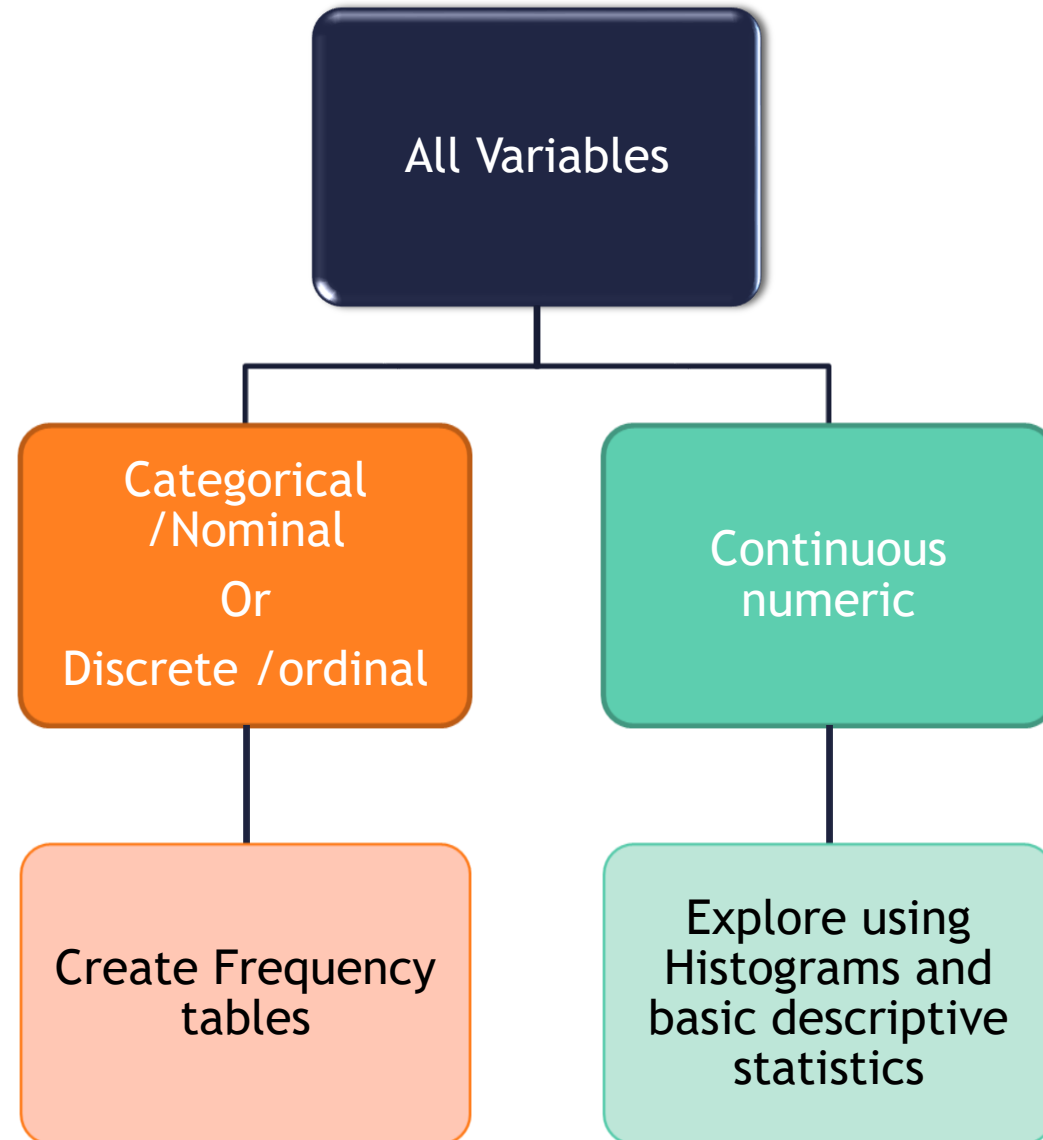 All Variables
Categorical
/Nominal
Or
Discrete /ordinal
Continuous
numeric
Create Frequency
tables
Explore using
Histograms and
basic descriptive
statistics